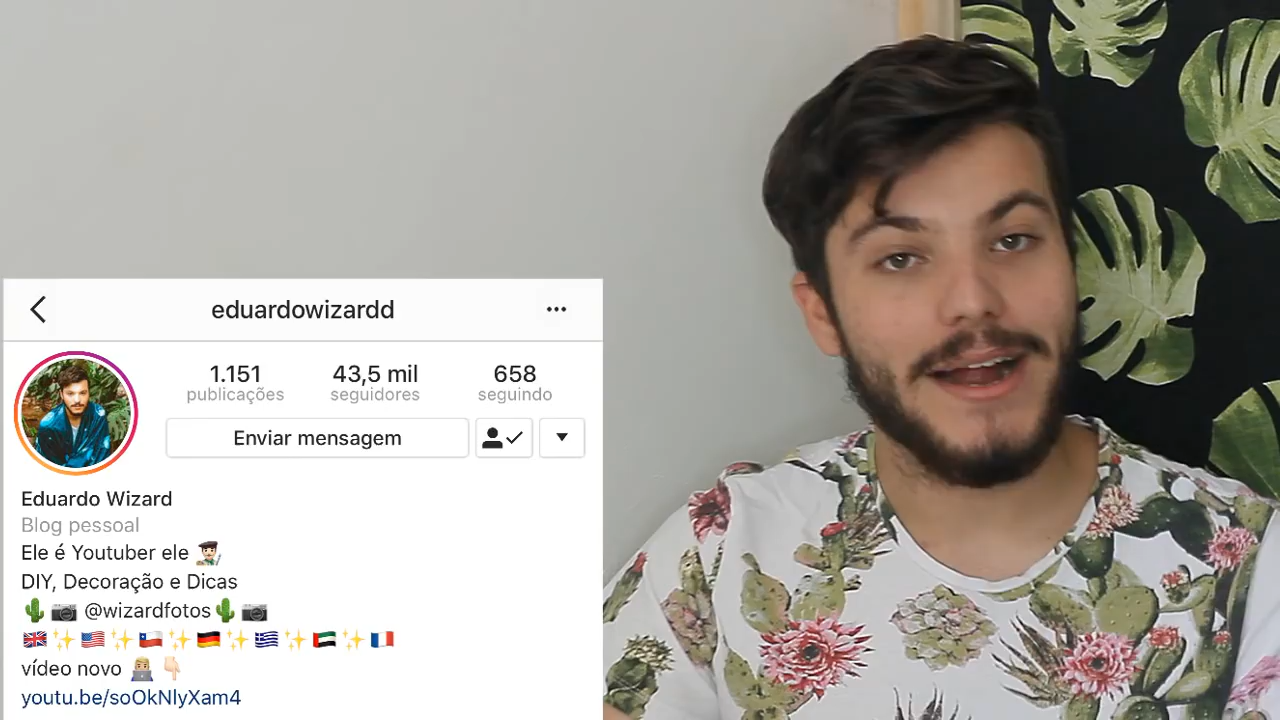 eduardowizardd
1.151 43,5 mil 658
publicações seguidores seguindo
Enviar mensagem
Eduardo Wizard
Blog pessoal
Ele é Youtuber ele
DIY, Decoração e Dicas
@wizardfotos
vídeo novo
youtu.be/soOkNlyXam4